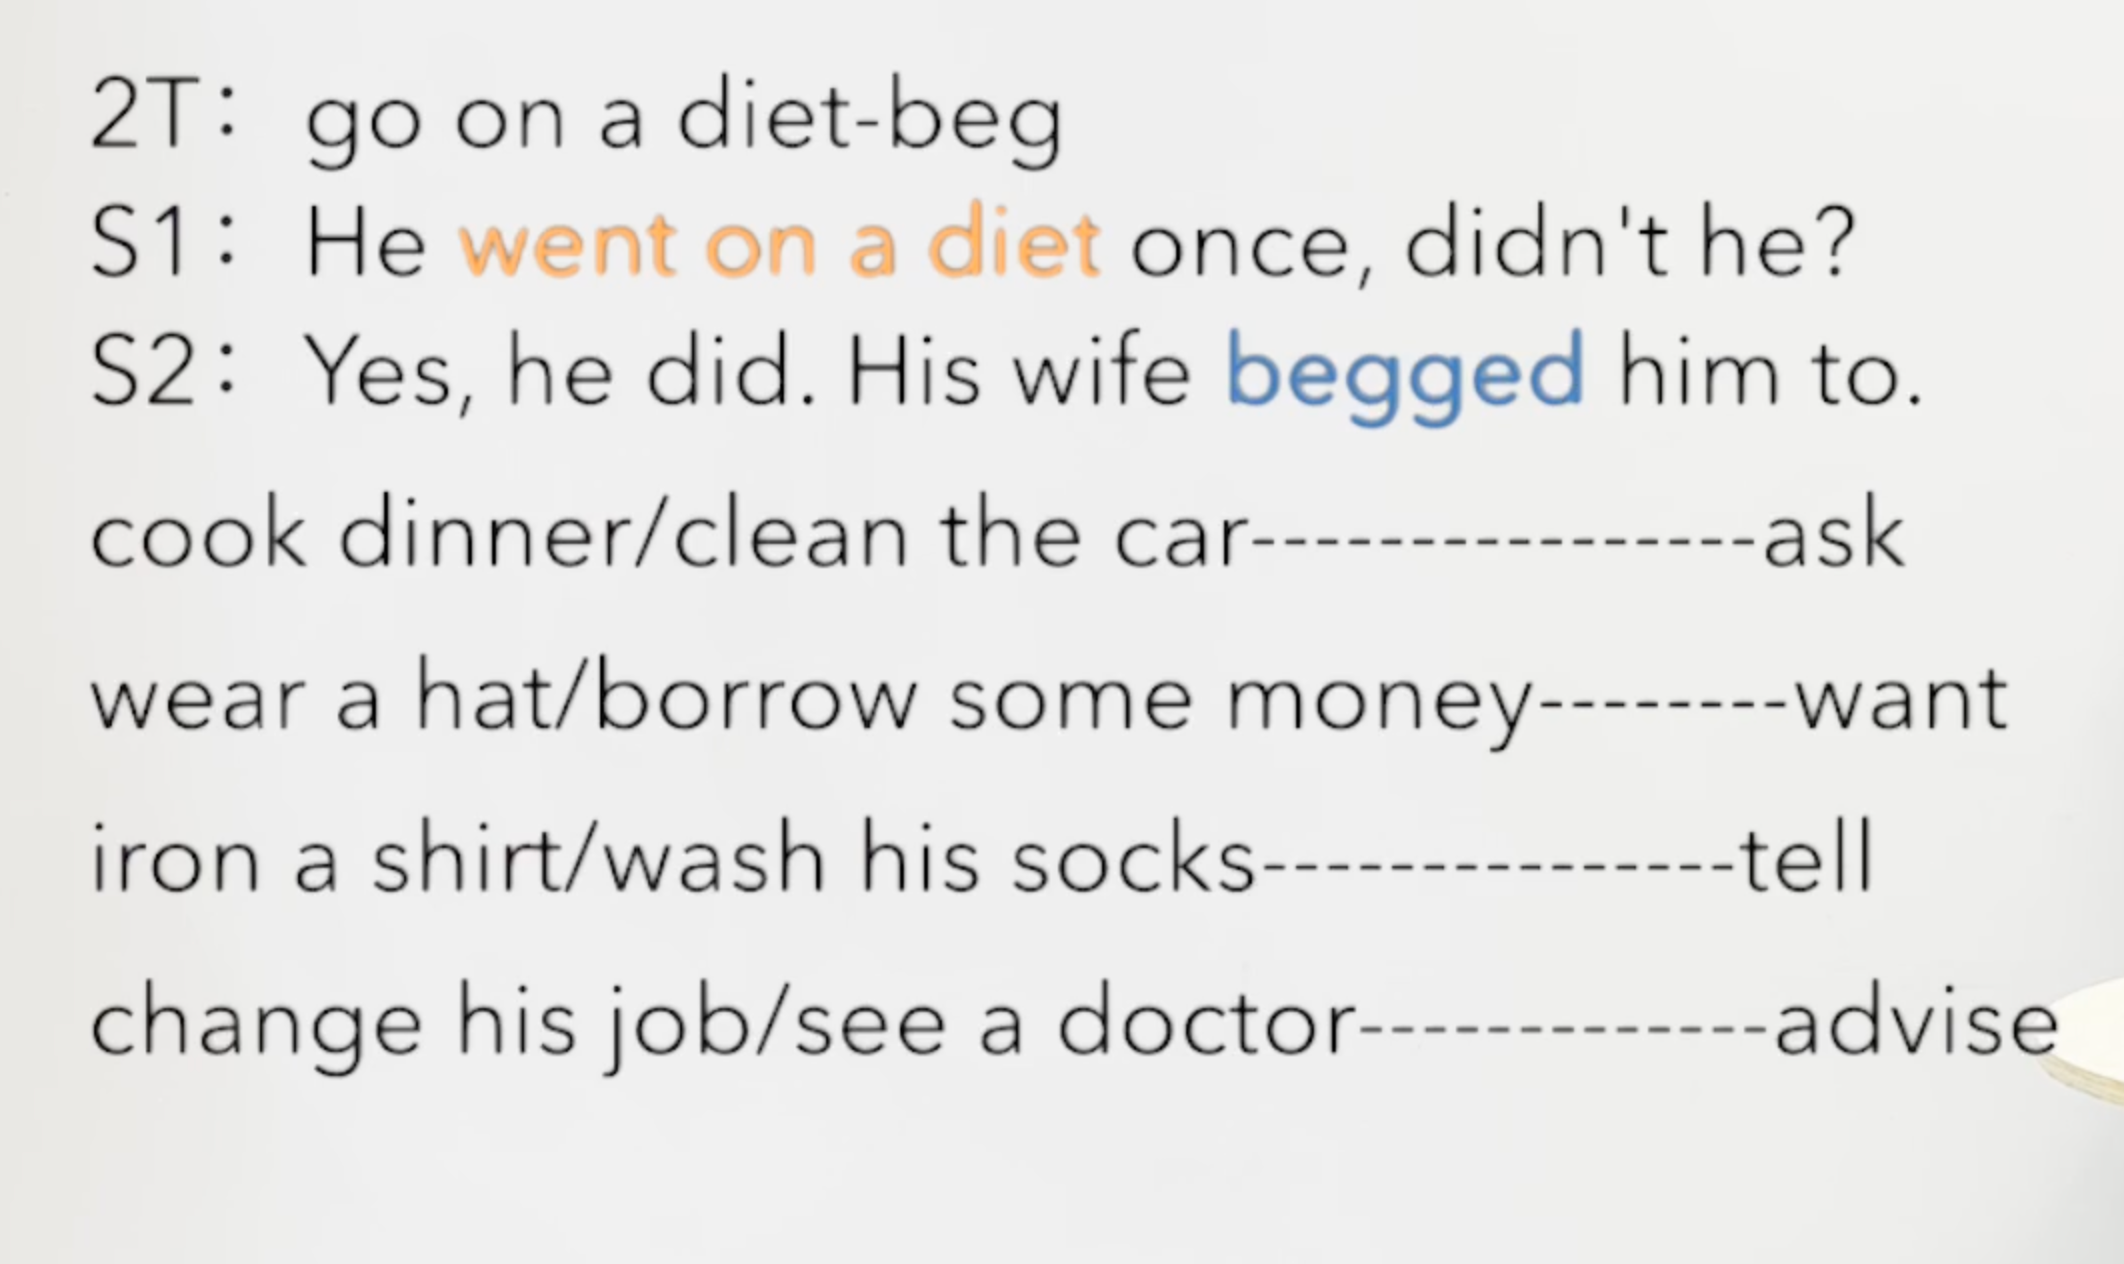 2T: go on a diet-beg
S1: He went on a diet once, didn't he?
S2: Yes, he did. His wife begged him to.
cook dinner/clean the car----------------ask
wear a hat/borrow some money--------want
iron a shirt/wash his socks---------------tell
change his job/see a doctor-------------advise